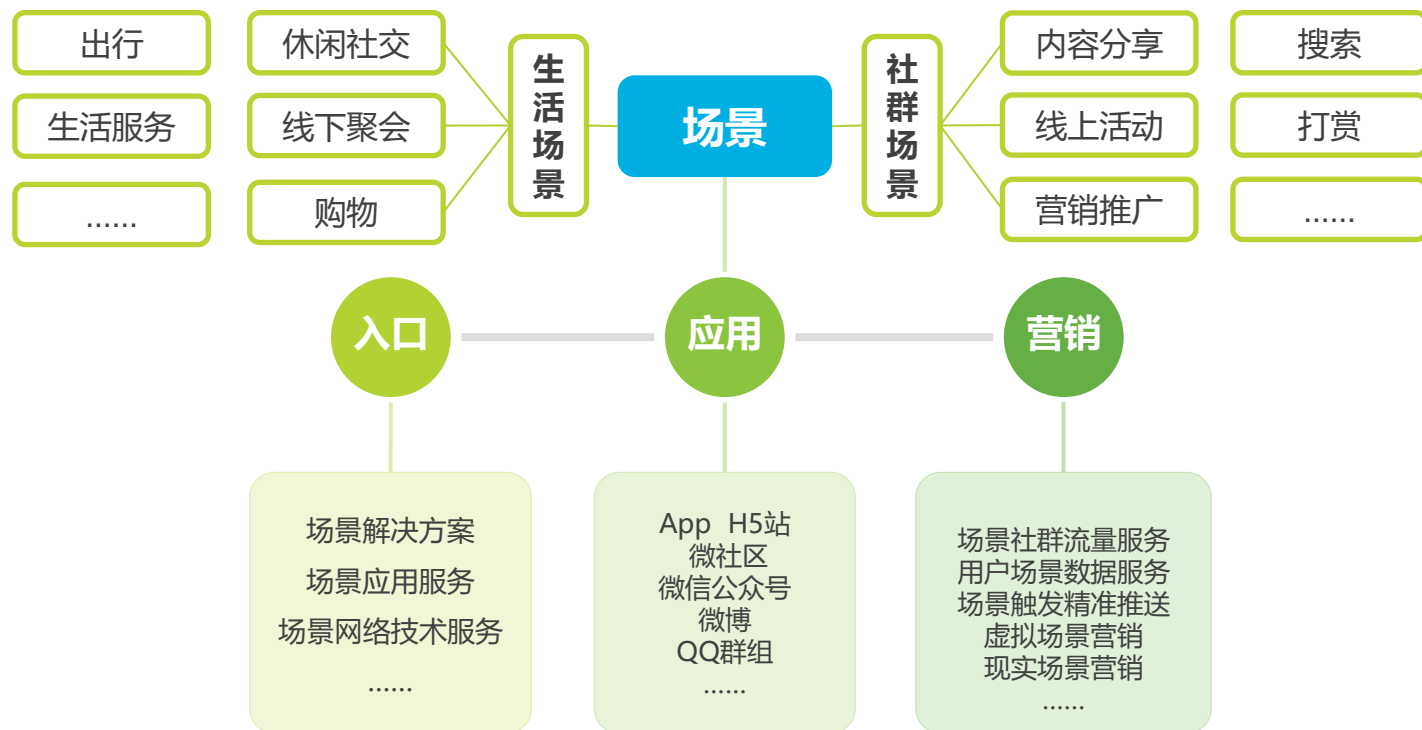 出行
休闲社交
生活服务
线下聚会
......
购物
生活场景
场景
社群场景
内容分享
搜索
线上活动
打赏
营销推广
......
入口
应用
营销
场景解决方案
场景应用服务
场景网络技术服务
......
App H5站
微社区
微信公众号
微博
QQ群组
......
场景社群流量服务
用户场景数据服务
场景触发精准推送
虚拟场景营销
现实场景营销
......